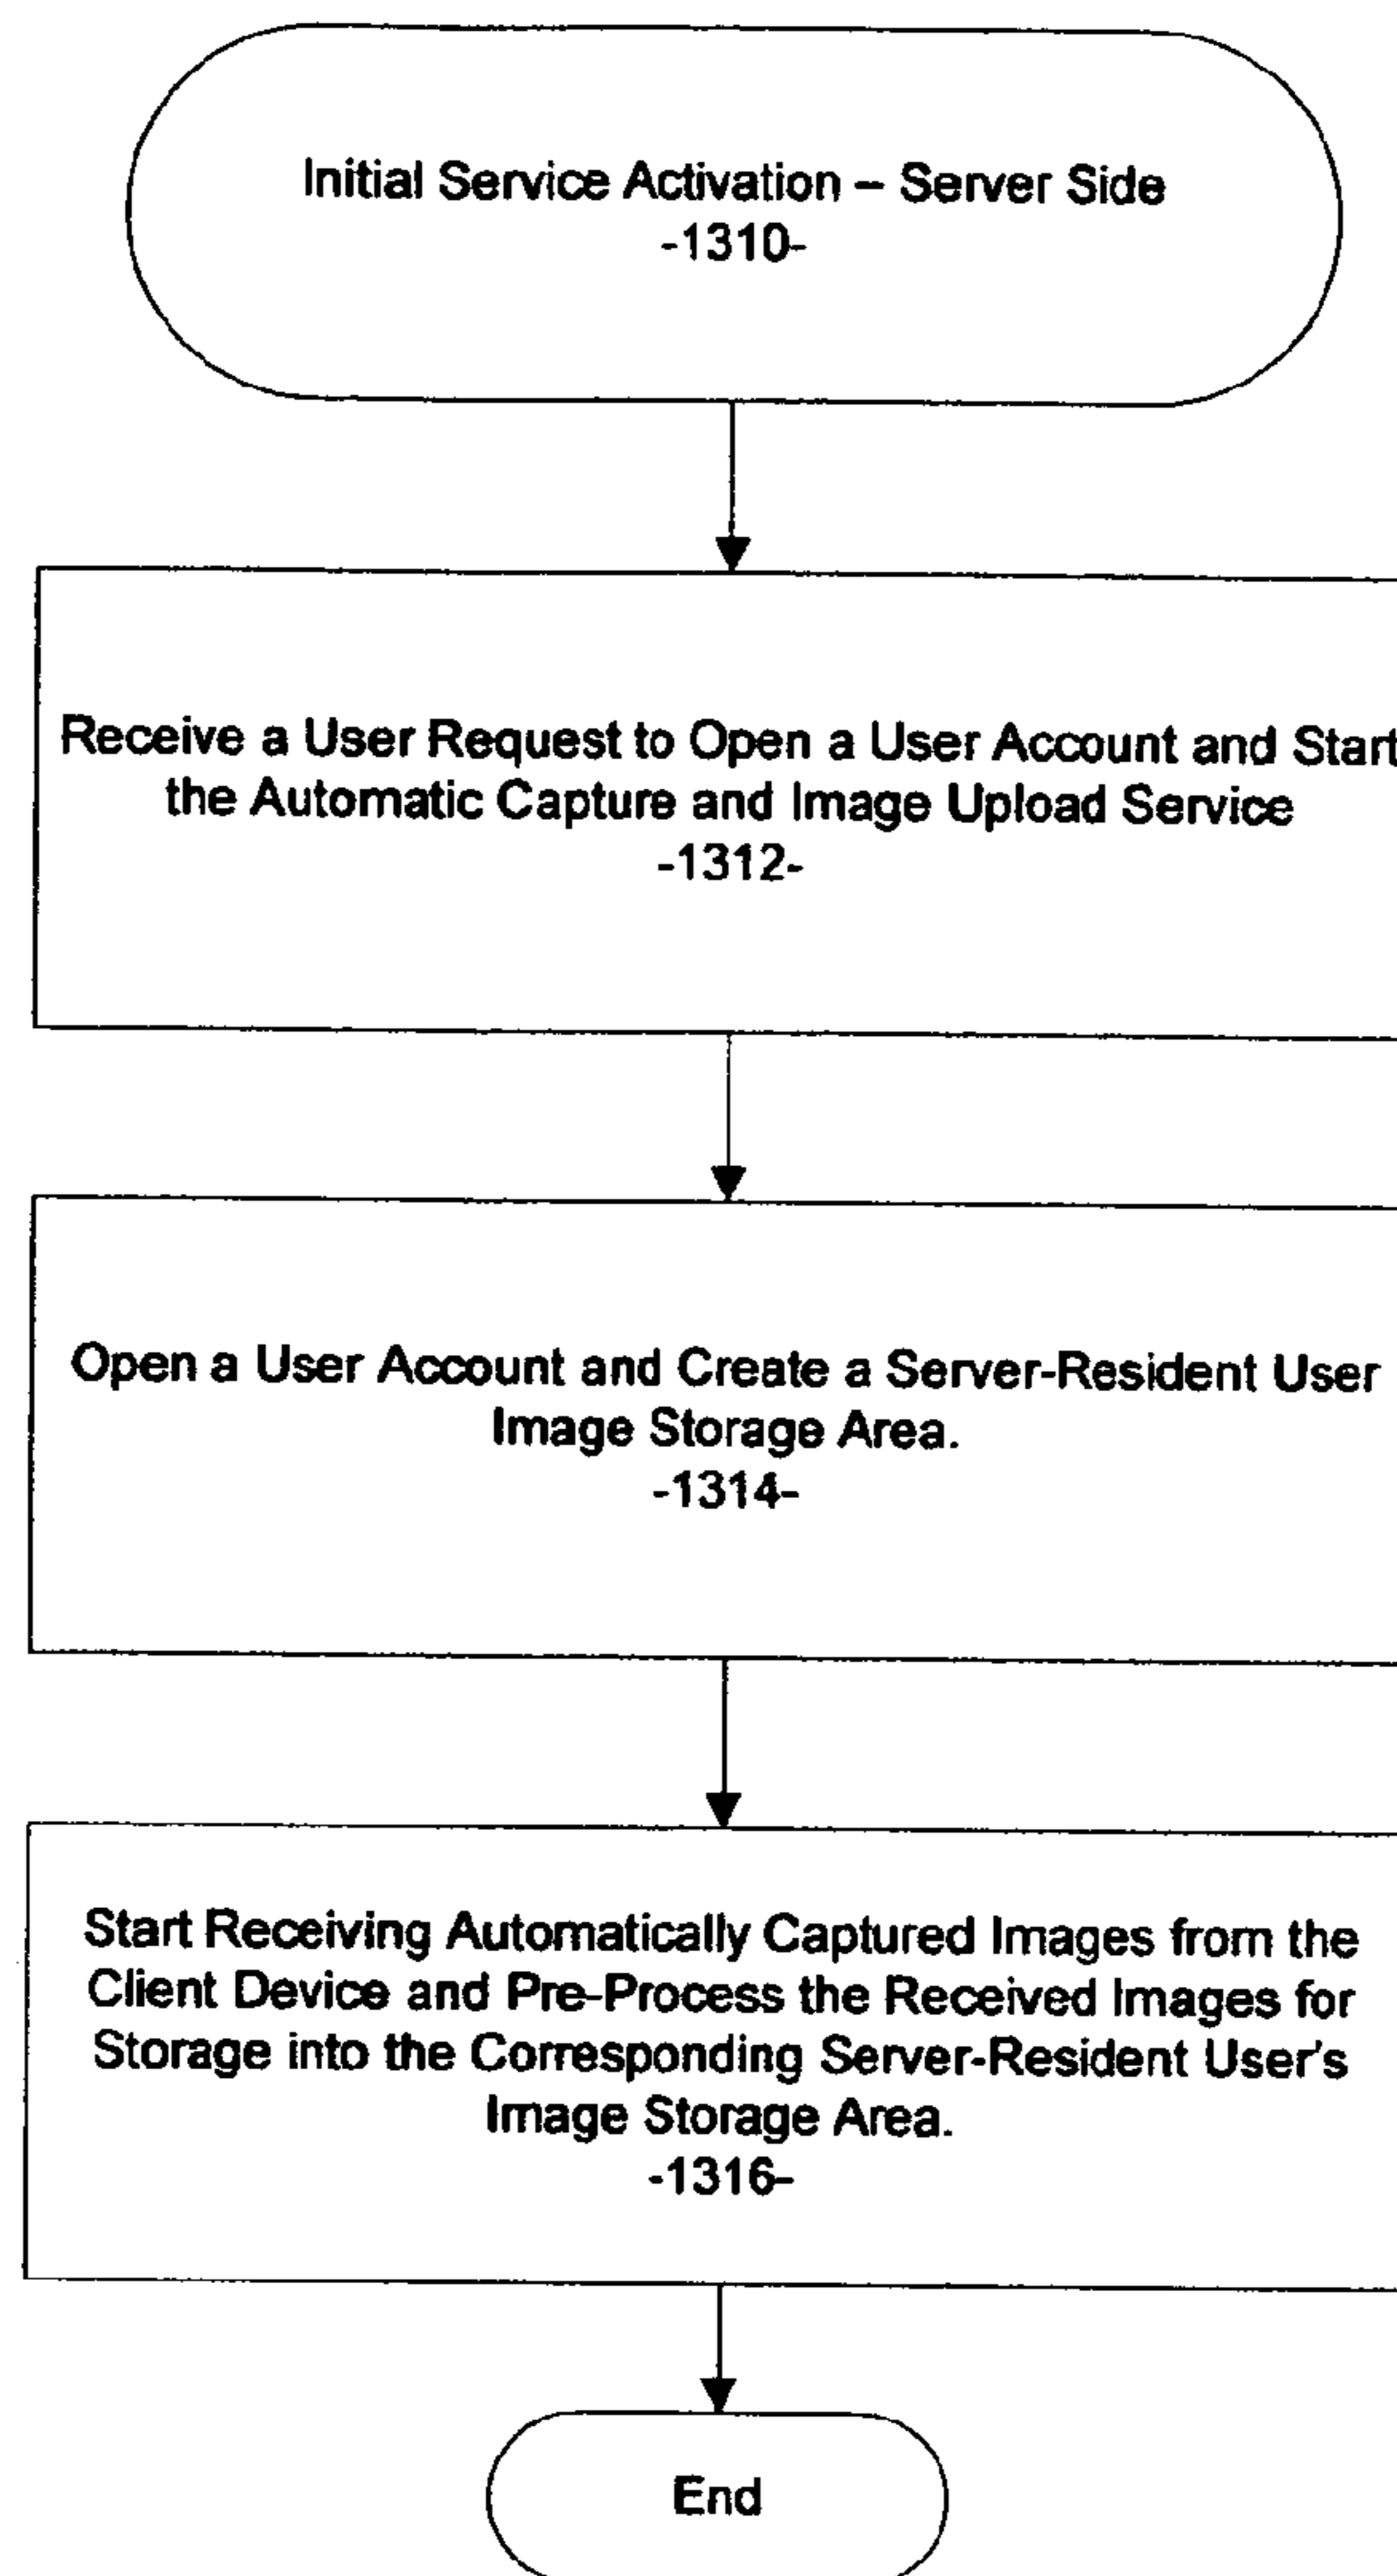 Initial Service Activation – Server Side
-1310-
Receive a User Request to Open a User Account and Start
the Automatic Capture and Image Upload Service
-1312-
Open a User Account and Create a Server-Resident User
Image Storage Area.
-1314-
Start Receiving Automatically Captured Images from the
Client Device and Pre-Process the Received Images for
Storage into the Corresponding Server-Resident User's
Image Storage Area.
-1316-
End